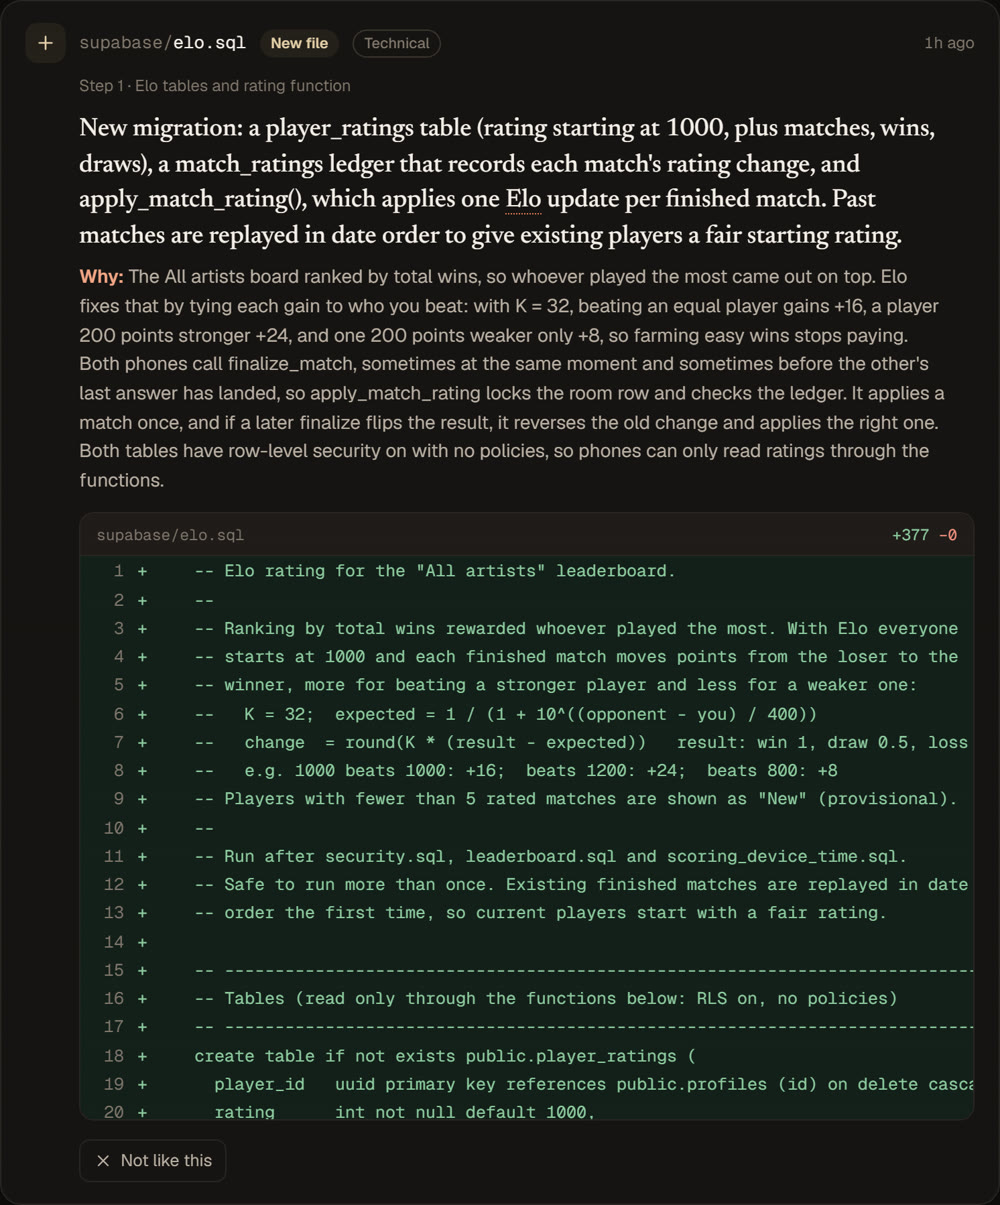 + supabase/elo.sql New file Technical 1h ago
Step 1 · Elo tables and rating function
New migration: a player_ratings table (rating starting at 1000, plus matches, wins,
draws), a match_ratings ledger that records each match's rating change, and
apply_match_rating(), which applies one Elo update per finished match. Past
matches are replayed in date order to give existing players a fair starting rating.
Why: The All artists board ranked by total wins, so whoever played the most came out on top. Elo
fixes that by tying each gain to who you beat: with K = 32, beating an equal player gains +16, a player
200 points stronger +24, and one 200 points weaker only +8, so farming easy wins stops paying.
Both phones call finalize_match, sometimes at the same moment and sometimes before the other's
last answer has landed, so apply_match_rating locks the room row and checks the ledger. It applies a
match once, and if a later finalize flips the result, it reverses the old change and applies the right one.
Both tables have row-level security on with no policies, so phones can only read ratings through the
functions.
supabase/elo.sql +377 −0
1 + -- Elo rating for the "All artists" leaderboard.
2 + --
3 + -- Ranking by total wins rewarded whoever played the most. With Elo everyone
4 + -- starts at 1000 and each finished match moves points from the loser to the
5 + -- winner, more for beating a stronger player and less for a weaker one:
6 + --   K = 32;  expected = 1 / (1 + 10^((opponent - you) / 400))
7 + --   change  = round(K * (result - expected))   result: win 1, draw 0.5, loss
8 + --   e.g. 1000 beats 1000: +16;  beats 1200: +24;  beats 800: +8
9 + -- Players with fewer than 5 rated matches are shown as "New" (provisional).
10 + --
11 + -- Run after security.sql, leaderboard.sql and scoring_device_time.sql.
12 + -- Safe to run more than once. Existing finished matches are replayed in date
13 + -- order the first time, so current players start with a fair rating.
14 +
15 + -- ---------------------------------------------------------------------------
16 + -- Tables (read only through the functions below: RLS on, no policies)
17 + -- ---------------------------------------------------------------------------
18 + create table if not exists public.player_ratings (
19 +   player_id   uuid primary key references public.profiles (id) on delete casca
20 +   rating      int not null default 1000,
× Not like this